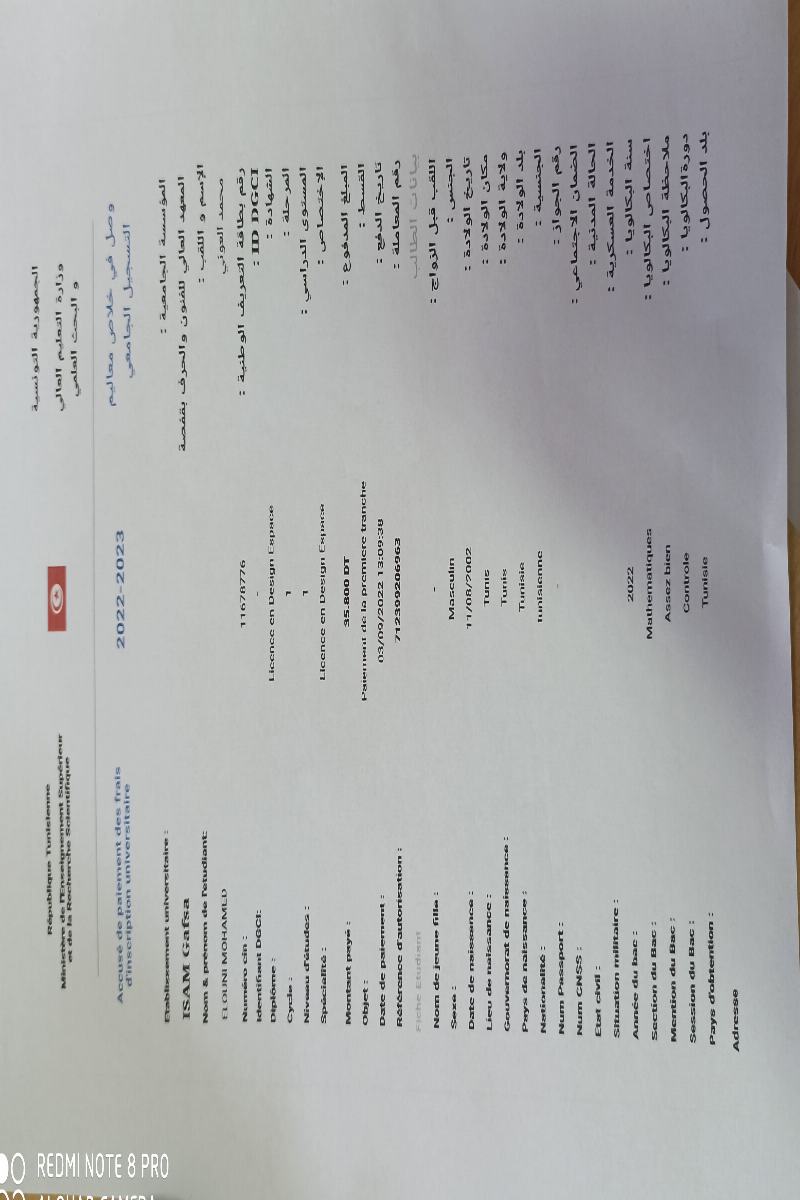 République Tunisienne
Ministère de l'Enseignement Supérieur
et de la Recherche Scientifique
الجمهورية التونسية
وزارة التعليم العالي
و البحث العلمي
Accusé de paiement des frais
d'inscription universitaire
2022-2023
وصل في خلاص معاليم
التسجيل الجامعي
Etablissement universitaire : المؤسسة الجامعية :
ISAM Gafsa المعهد العالي للفنون والحرف بقفصة
Nom & prénom de l'étudiant: الإسم و اللقب :
ELOUNI MOHAMED محمد العوني
Numéro cin : 11678776 رقم بطاقة التعريف الوطنية :
Identifiant DGCI: - ID DGCI :
Diplôme : Licence en Design Espace الشهادة :
Cycle : 1 المرحلة :
Niveau d'études : 1 المستوى الدراسي :
Spécialité : Licence en Design Espace الإختصاص :
Montant payé : 35.800 DT المبلغ المدفوع :
Objet : Paiement de la premiere tranche القسط :
Date de paiement : 03/09/2022 13:09:38 تاريخ الدفع :
Référence d'autorisation : 712399206963 رقم المعاملة :
Fiche Etudiant بيانات الطالب
Nom de jeune fille : - اللقب قبل الزواج :
Sexe : Masculin الجنس :
Date de naissance : 11/08/2002 تاريخ الولادة :
Lieu de naissance : Tunis مكان الولادة :
Gouvernorat de naissance : Tunis ولاية الولادة :
Pays de naissance : Tunisie بلد الولادة :
Nationalité : tunisienne الجنسية :
Num Passport : - رقم الجواز :
Num CNSS : الضمان الاجتماعي :
Etat civil : الحالة المدنية :
Situation militaire : الخدمة العسكرية :
Année du bac : 2022 سنة البكالوريا :
Section du Bac : Mathematiques اختصاص البكالوريا :
Mention du Bac : Assez bien ملاحظة البكالوريا :
Session du Bac : Controle دورة البكالوريا :
Pays d'obtention : Tunisie بلد الحصول :
Adresse
REDMI NOTE 8 PRO